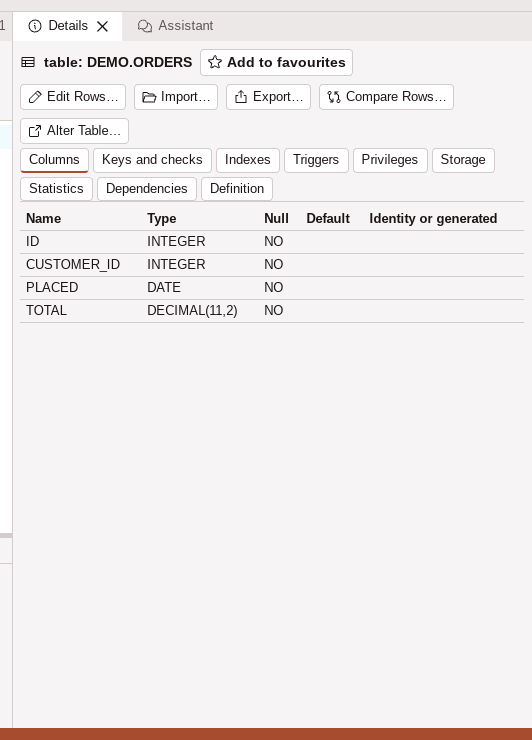 1 Details Assistant
table: DEMO.ORDERS Add to favourites
Edit Rows... Import... Export... Compare Rows...
Alter Table...
Columns Keys and checks Indexes Triggers Privileges Storage
Statistics Dependencies Definition
Name Type Null Default Identity or generated
ID INTEGER NO
CUSTOMER_ID INTEGER NO
PLACED DATE NO
TOTAL DECIMAL(11,2) NO